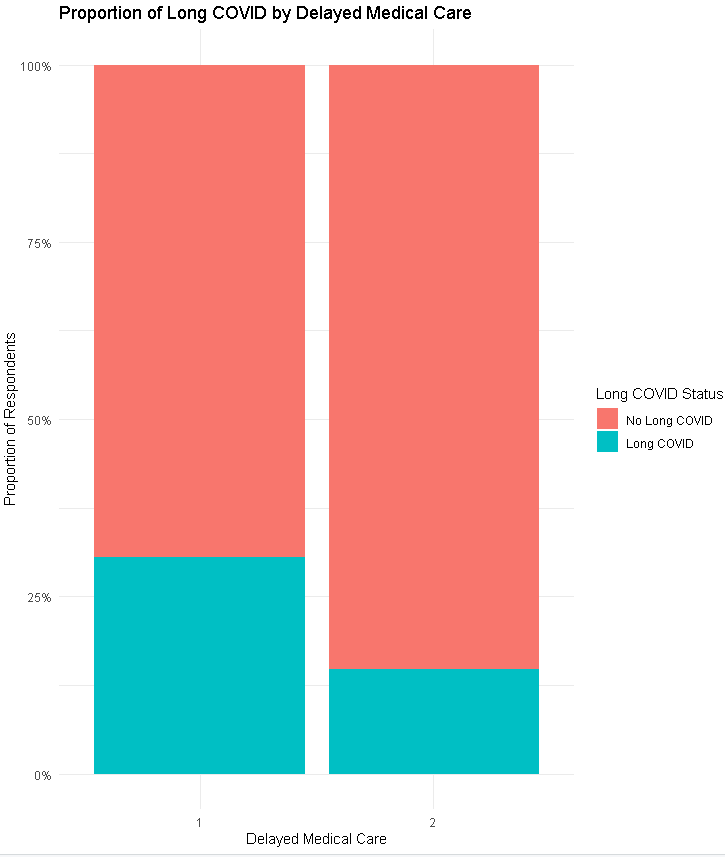 Proportion of Long COVID by Delayed Medical Care
100%
75%
50%
25%
0%
Proportion of Respondents
1
2
Delayed Medical Care
Long COVID Status
No Long COVID
Long COVID